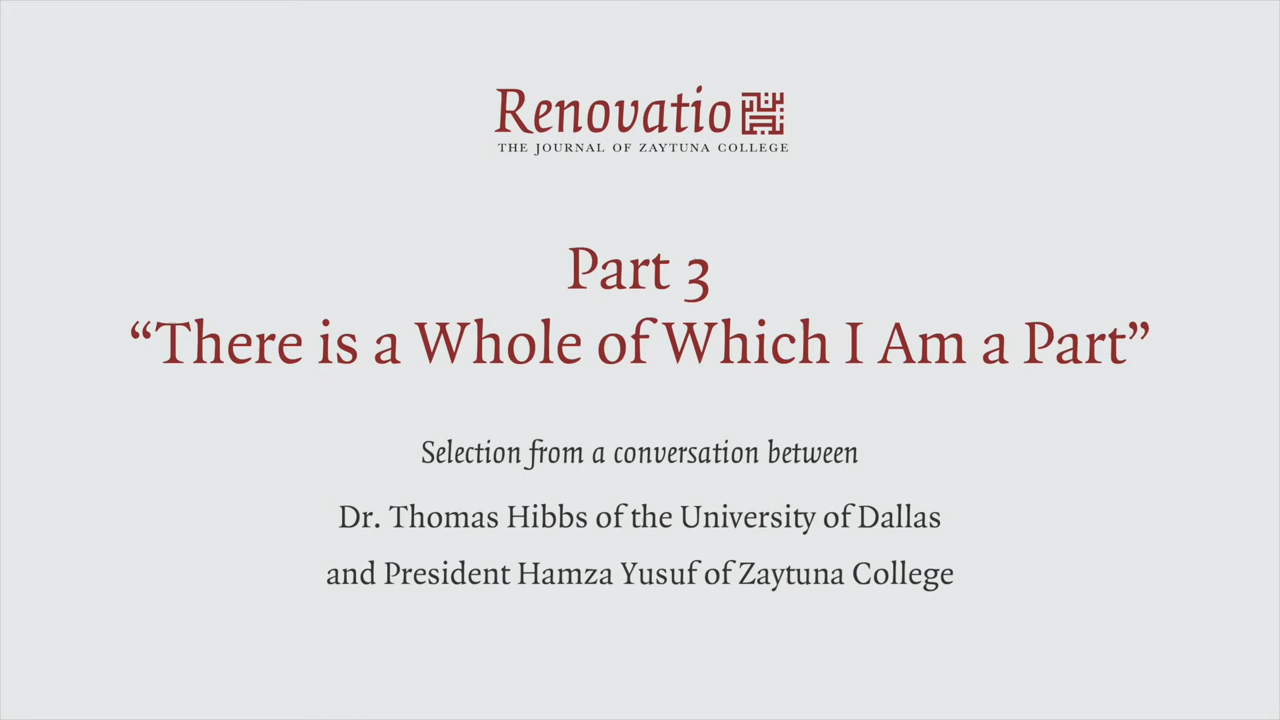 Renovatio
THE JOURNAL OF ZAYTUNA COLLEGE
Part 3
“There is a Whole of Which I Am a Part”
Selection from a conversation between
Dr. Thomas Hibbs of the University of Dallas
and President Hamza Yusuf of Zaytuna College